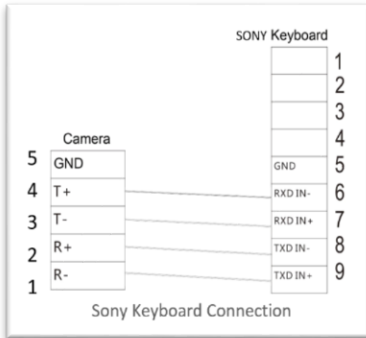 SONY Keyboard
1
2
3
4
Camera
5 GND
GND 5
4 T+
RXD IN- 6
3 T-
RXD IN+ 7
2 R+
TXD IN- 8
1 R-
TXD IN+ 9
Sony Keyboard Connection